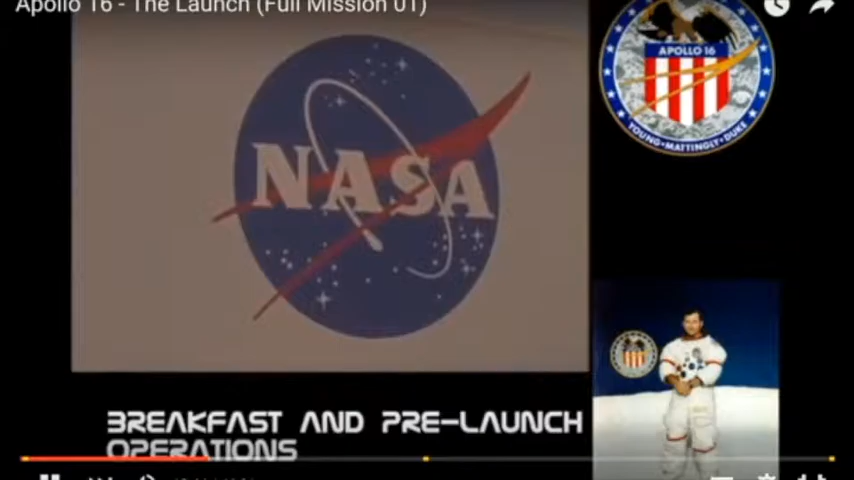 Apollo 16 - The Launch (Full Mission 01)
APOLLO 16
YOUNG•MATTINGLY•DUKE
NASA
BREAKFAST AND PRE-LAUNCH
OPERATIONS